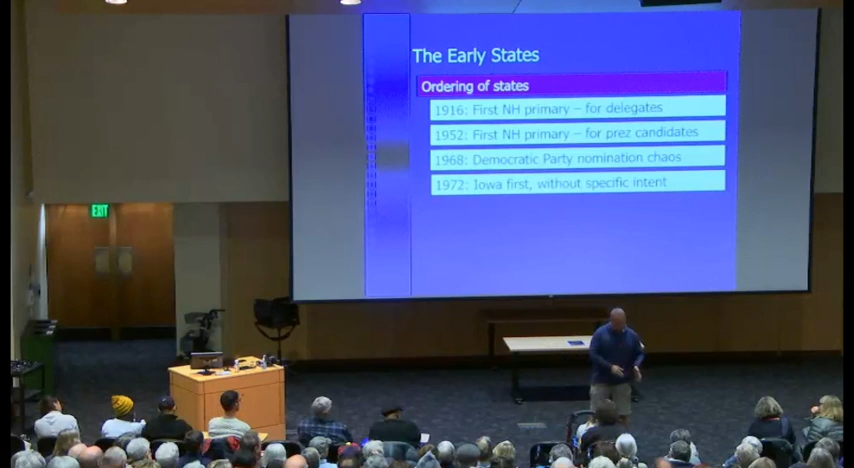 The Early States
Ordering of states
1916: First NH primary – for delegates
1952: First NH primary – for prez candidates
1968: Democratic Party nomination chaos
1972: Iowa first, without specific intent
EXIT